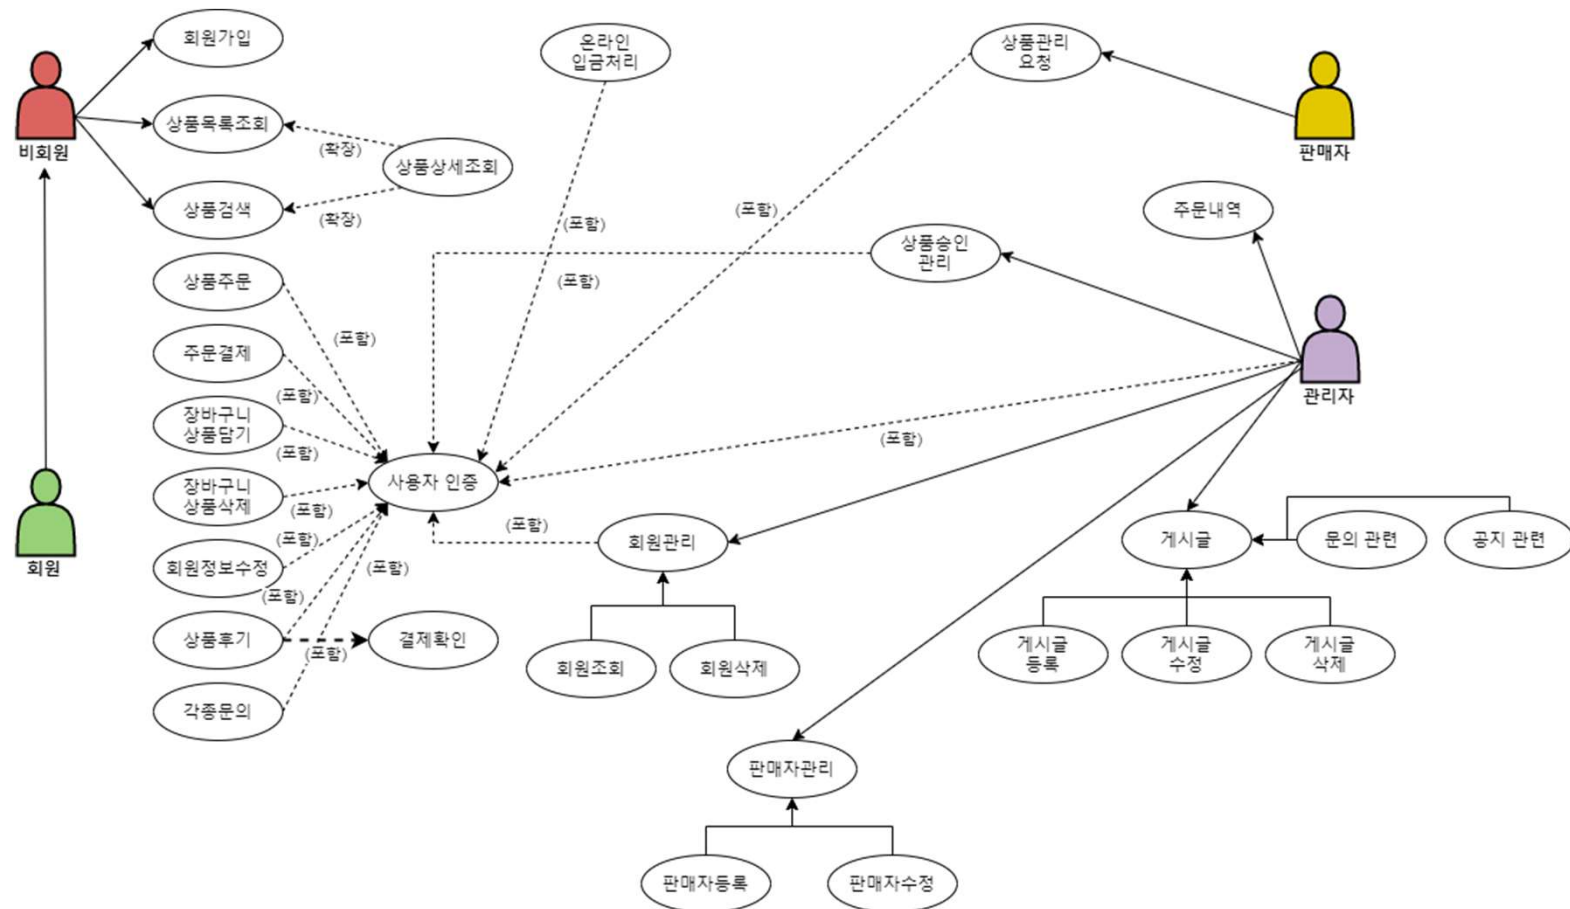 회원가입
온라인
입금처리
상품관리
요청
비회원
상품목록조회
(확장)
상품상세조회
판매자
상품검색
(확장)
(포함)
(포함)
주문내역
상품승인
관리
(포함)
상품주문
(포함)
주문결제
(포함)
관리자
장바구니
상품담기
(포함)
(포함)
사용자 인증
장바구니
상품삭제
(포함)
(포함)
회원관리
게시글
문의 관련
공지 관련
(포함)
회원
회원정보수정
(포함)
(포함)
상품후기
(포함)
결제확인
회원조회
회원삭제
게시글
등록
게시글
수정
게시글
삭제
각종문의
판매자관리
판매자등록
판매자수정